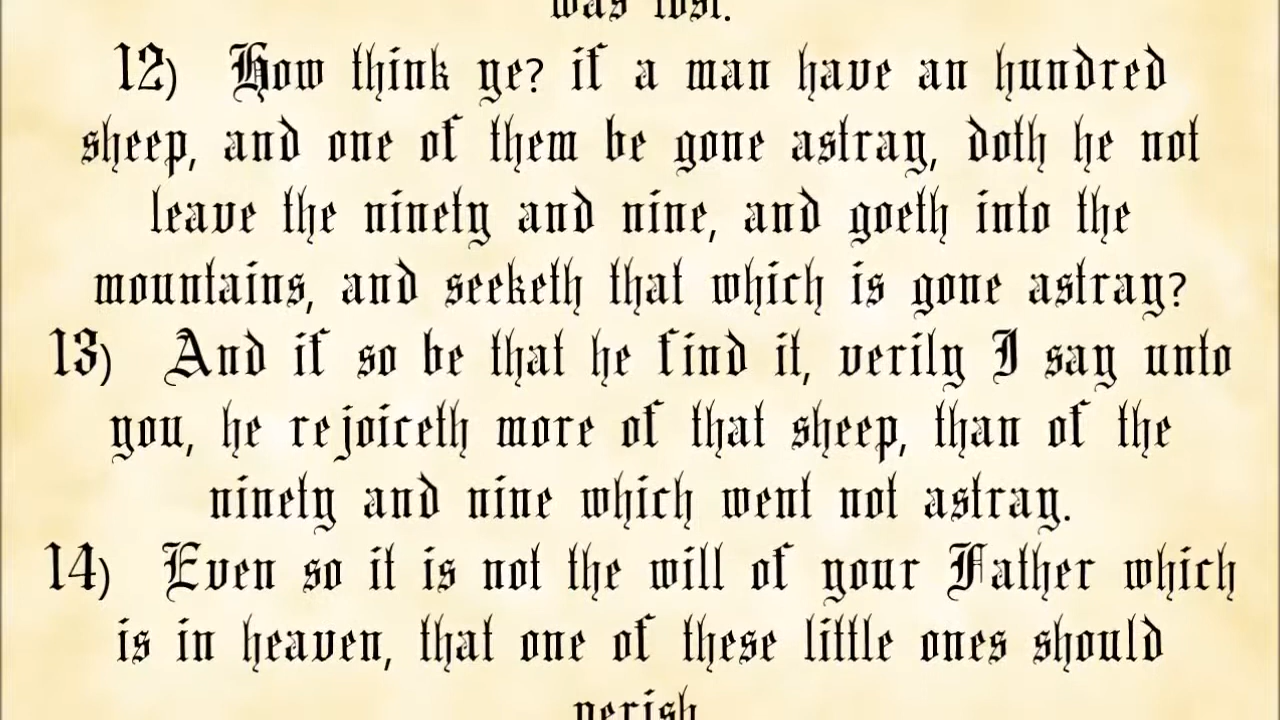 was lost.
12) How think ye? if a man have an hundred
sheep, and one of them be gone astray, doth he not
leave the ninety and nine, and goeth into the
mountains, and seeketh that which is gone astray?
13) And if so be that he find it, verily I say unto
you, he rejoiceth more of that sheep, than of the
ninety and nine which went not astray.
14) Even so it is not the will of your Father which
is in heaven, that one of these little ones should
perish